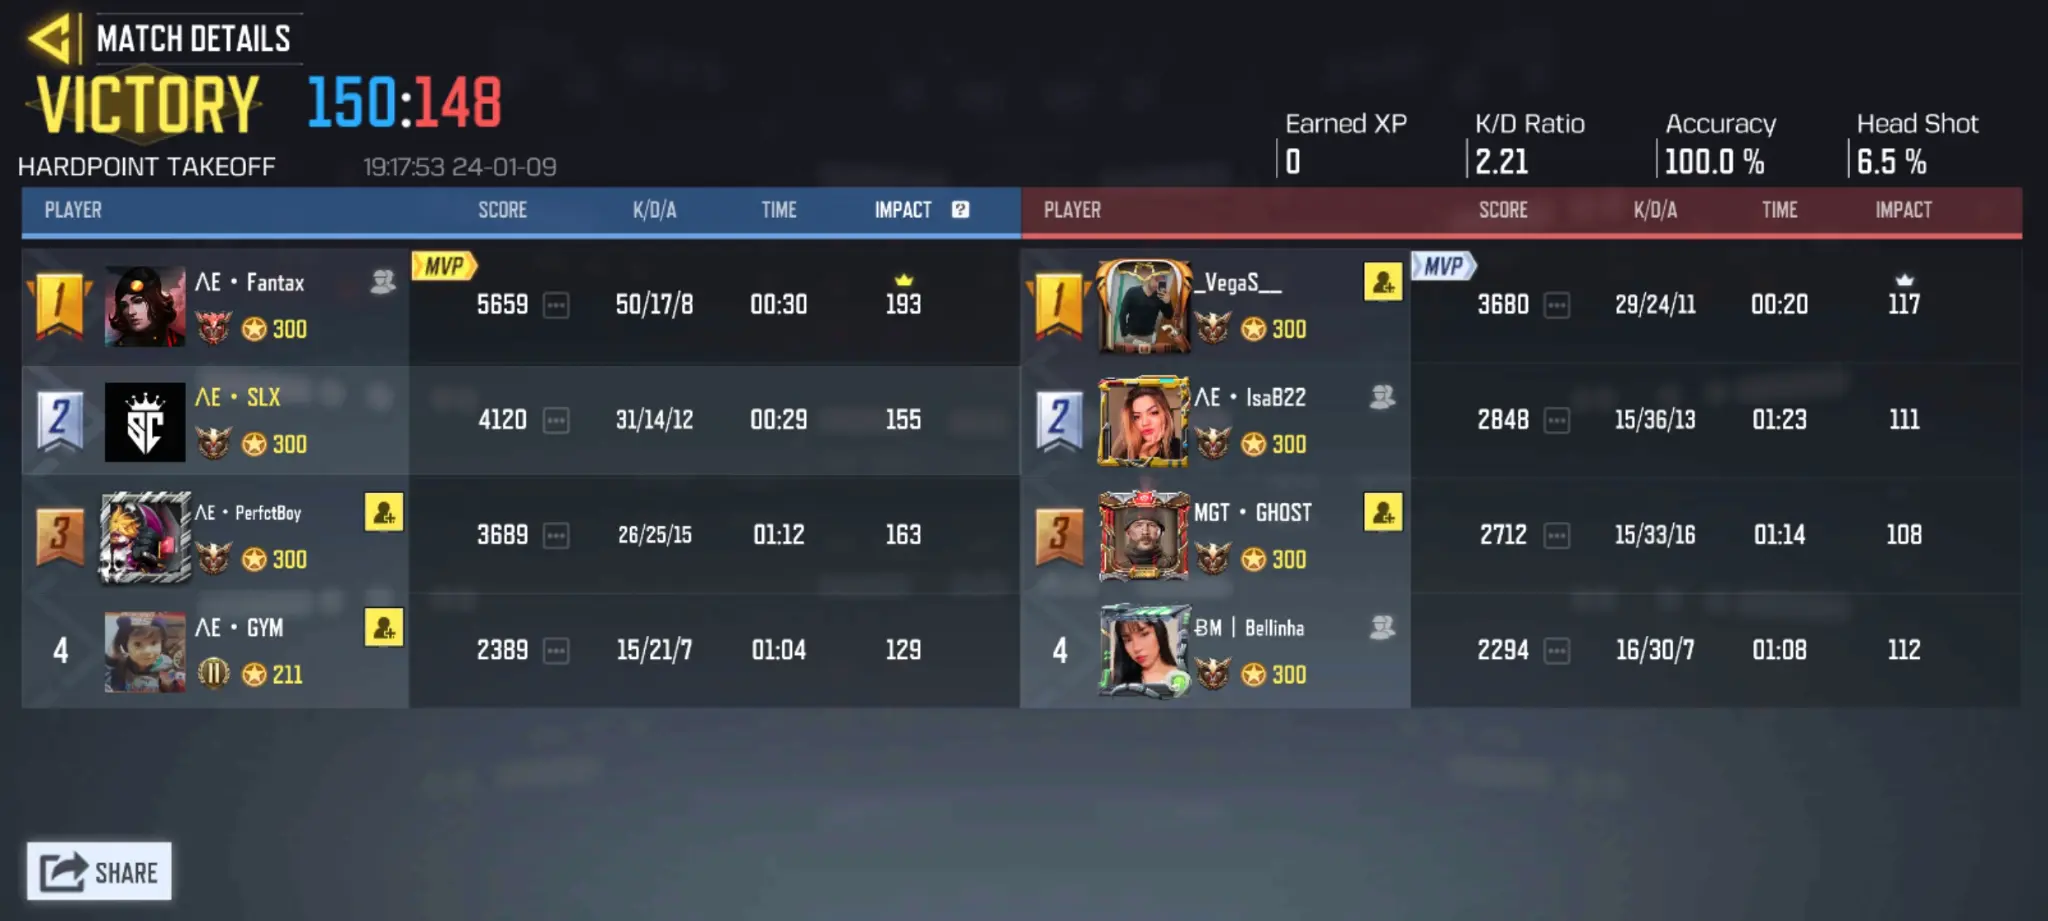 MATCH DETAILS
VICTORY 150:148
HARDPOINT TAKEOFF 19:17:53 24-01-09
Earned XP K/D Ratio Accuracy Head Shot
0 2.21 100.0 % 6.5 %
PLAYER SCORE K/D/A TIME IMPACT ?
1 ΛE • Fantax 300 MVP 5659 50/17/8 00:30 193
2 SC ΛE • SLX 300 4120 31/14/12 00:29 155
3 ΛE • PerfctBoy 300 3689 26/25/15 01:12 163
4 ΛE • GYM 211 2389 15/21/7 01:04 129
PLAYER SCORE K/D/A TIME IMPACT
1 _VegaS__ 300 MVP 3680 29/24/11 00:20 117
2 ΛE • IsaB22 300 2848 15/36/13 01:23 111
3 MGT • GHOST 300 2712 15/33/16 01:14 108
4 ɃM | Bellinha 300 2294 16/30/7 01:08 112
SHARE